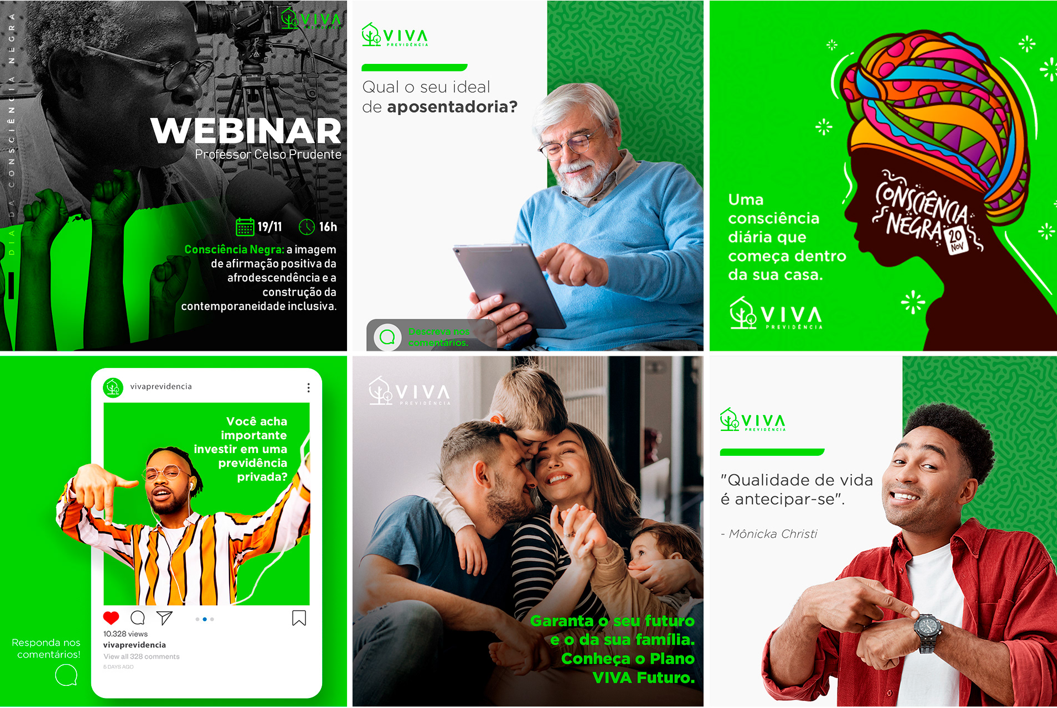 DIA DA CONSCIÊNCIA NEGRA
VIVA
WEBINAR
Professor Celso Prudente
19/11
16h
Consciência Negra: a imagem
de afirmação positiva da
afrodescendência e a
construção da
contemporaneidade inclusiva.
VIVA
PREVIDÊNCIA
Qual o seu ideal
de aposentadoria?
comentários.
Uma
consciência
diária que
começa dentro
da sua casa.
CONSCIÊNCIA
NEGRA
20
NOV
VIVA
PREVIDÊNCIA
vivaprevidencia
Você acha
importante
investir em uma
previdência
privada?
10.328 views
vivaprevidencia
View all 328 comments
6 DAYS AGO
Responda nos
comentários!
VIVA
PREVIDÊNCIA
Garanta o seu futuro
e o da sua família.
Conheça o Plano
VIVA Futuro.
VIVA
PREVIDÊNCIA
"Qualidade de vida
é antecipar-se".
- Mônicka Christi